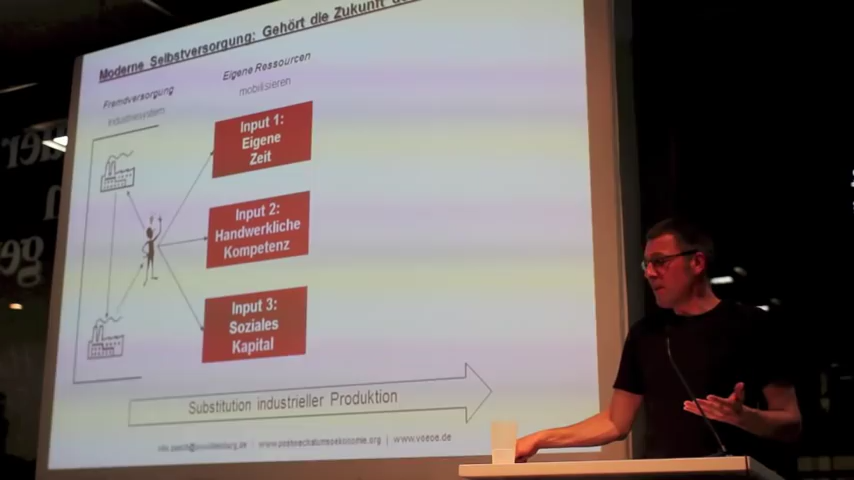 Moderne Selbstversorgung: Gehört die Zukunft
Fremdversorgung
Industriesystem
Eigene Ressourcen
mobilisieren
Input 1:
Eigene
Zeit
Input 2:
Handwerkliche
Kompetenz
Input 3:
Soziales
Kapital
Substitution industrieller Produktion
| www.postwachstumsoekonomie.org | www.voeoe.de